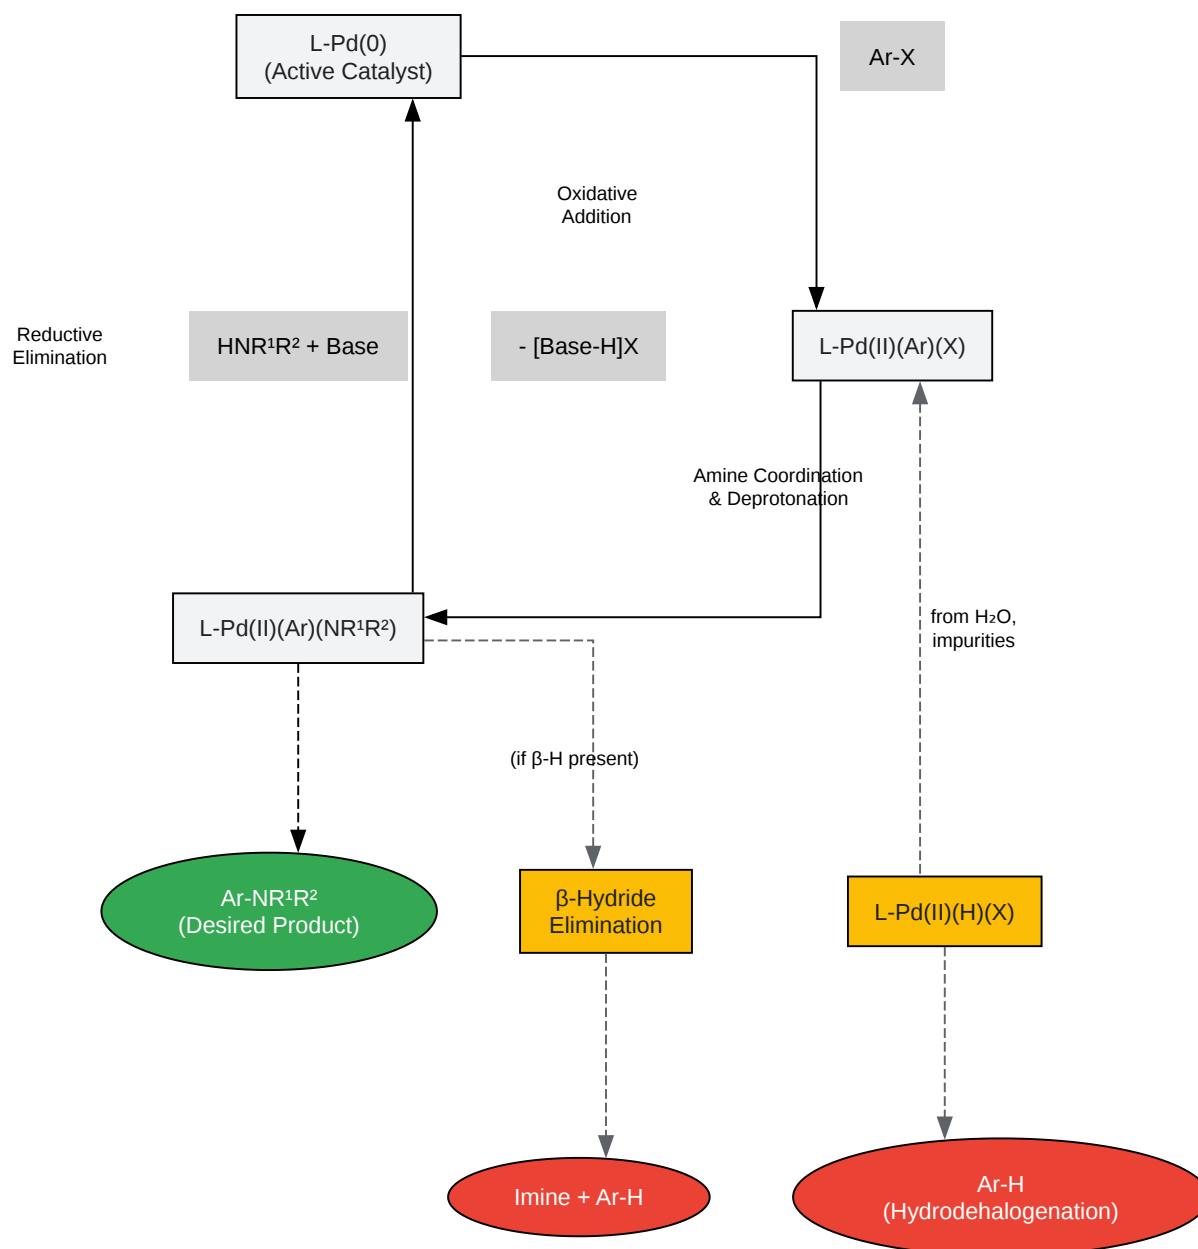 L-Pd(0)
(Active Catalyst)
Ar-X
Oxidative
Addition
Reductive
Elimination
HNR¹R² + Base
- [Base-H]X
L-Pd(II)(Ar)(X)
Amine Coordination
& Deprotonation
L-Pd(II)(Ar)(NR¹R²)
from H₂O,
impurities
(if β-H present)
Ar-NR¹R²
(Desired Product)
β-Hydride
Elimination
L-Pd(II)(H)(X)
Imine + Ar-H
Ar-H
(Hydrodehalogenation)